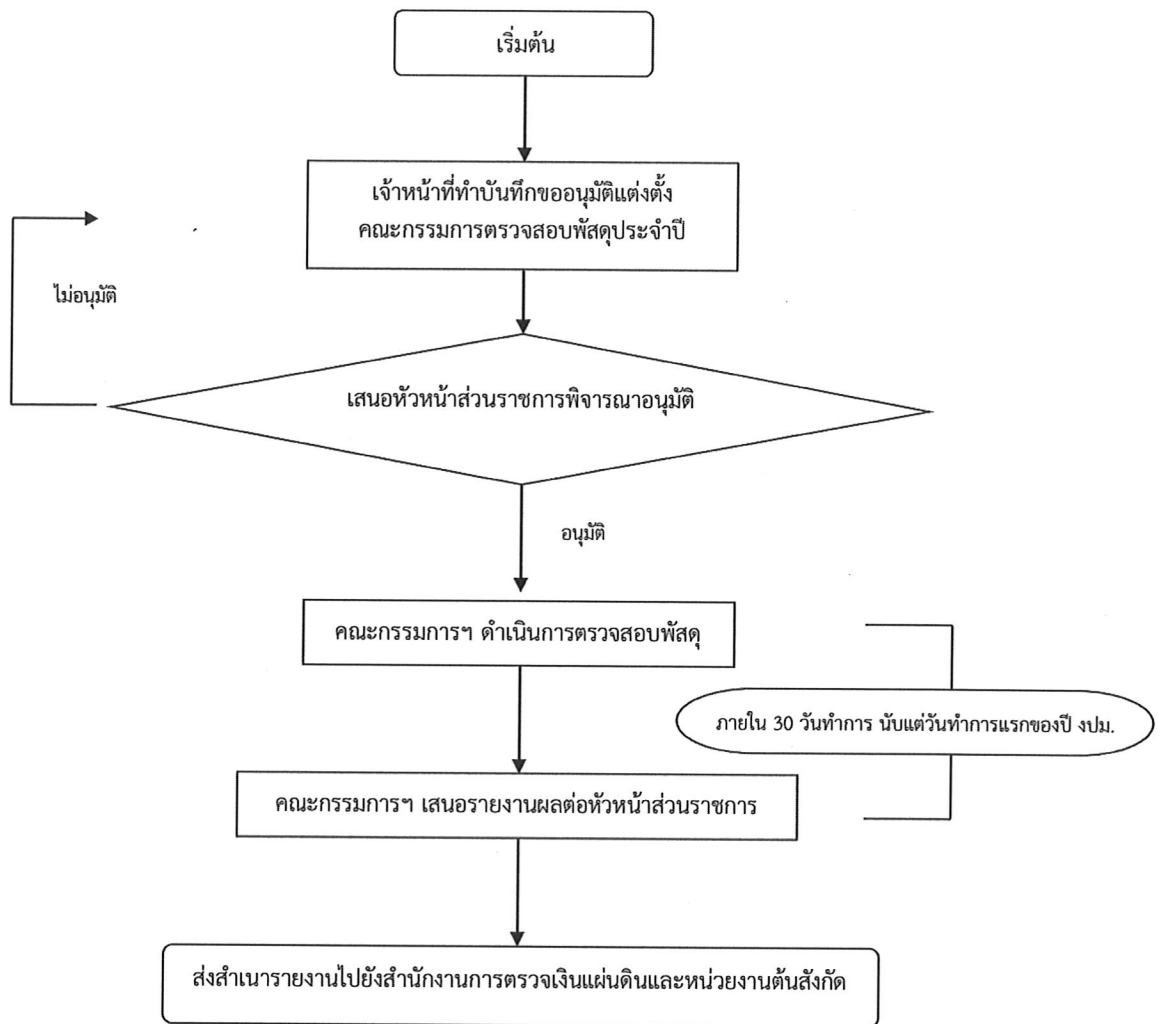 เริ่มต้น
เจ้าหน้าที่ทำบันทึกขออนุมัติแต่งตั้ง
คณะกรรมการตรวจสอบพัสดุประจำปี
ไม่อนุมัติ
เสนอหัวหน้าส่วนราชการพิจารณาอนุมัติ
อนุมัติ
คณะกรรมการฯ ดำเนินการตรวจสอบพัสดุ
ภายใน 30 วันทำการ นับแต่วันทำการแรกของปี งปม.
คณะกรรมการฯ เสนอรายงานผลต่อหัวหน้าส่วนราชการ
ส่งสำเนารายงานไปยังสำนักงานการตรวจเงินแผ่นดินและหน่วยงานต้นสังกัด